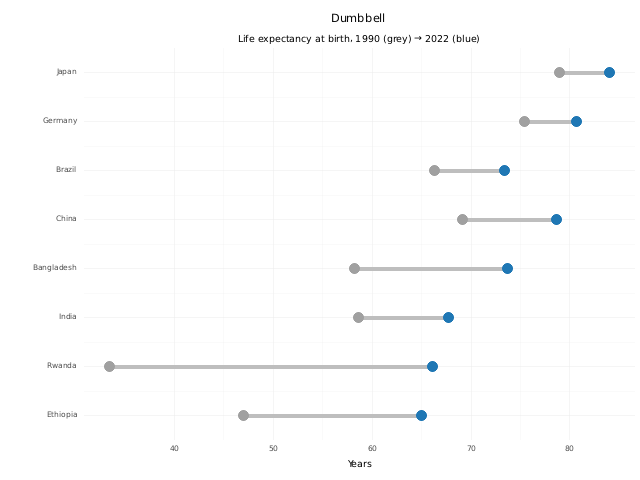 Dumbbell
Life expectancy at birth, 1990 (grey) → 2022 (blue)
Japan
Germany
Brazil
China
Bangladesh
India
Rwanda
Ethiopia
40 50 60 70 80
Years